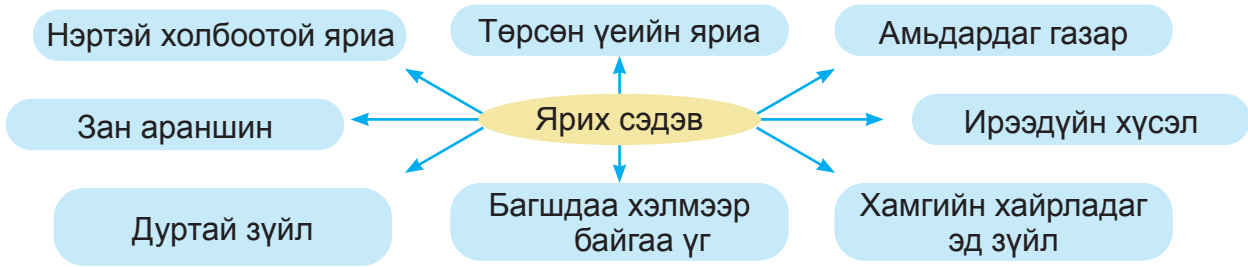 Нэртэй холбоотой яриа
Төрсөн үеийн яриа
Амьдардаг газар
Зан араншин
Ярих сэдэв
Ирээдүйн хүсэл
Дуртай зүйл
Багшдаа хэлмээр
байгаа үг
Хамгийн хайрладаг
эд зүйл